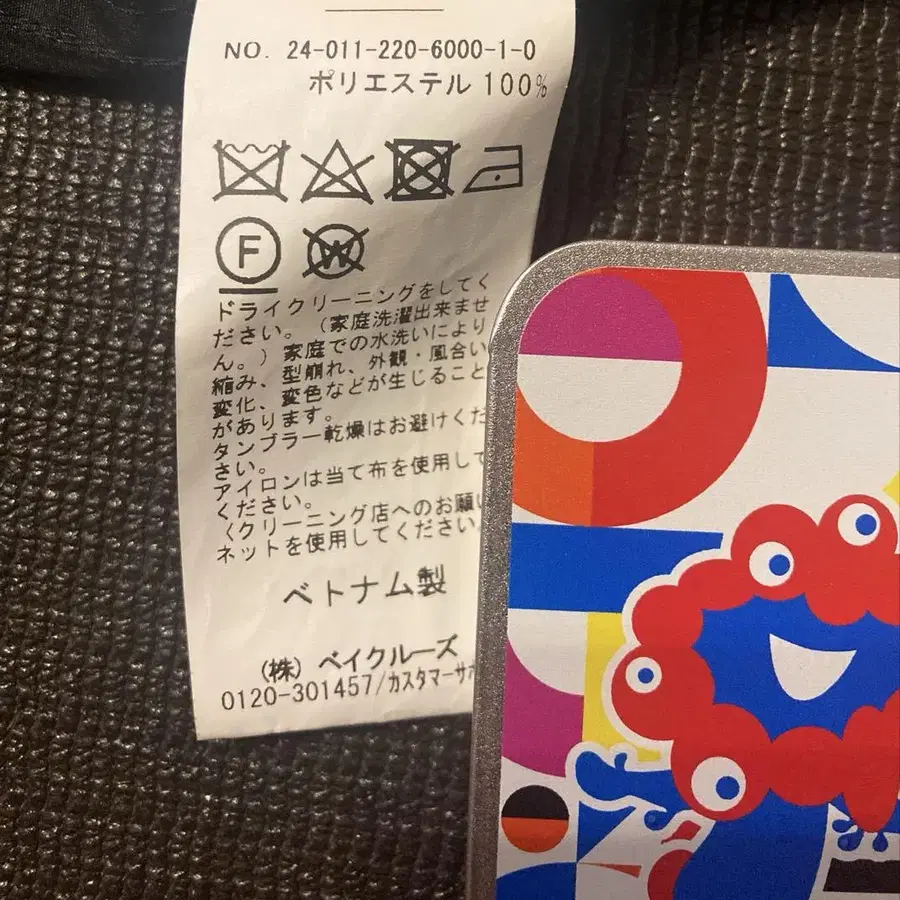 NO. 24-011-220-6000-1-0
ポリエステル 100%
F
W
ドライクリーニングをしてく
ださい。(家庭洗濯出来ませ
ん。)家庭での水洗いにより
縮み、型崩れ、外観・風合い
変化、変色などが生じること
があります。
タンブラー乾燥はお避けくだ
さい。
アイロンは当て布を使用して
ください。
〈クリーニング店へのお願い
ネットを使用してください
ベトナム製
(株) ベイクルーズ
0120-301457/カスタマーサポ